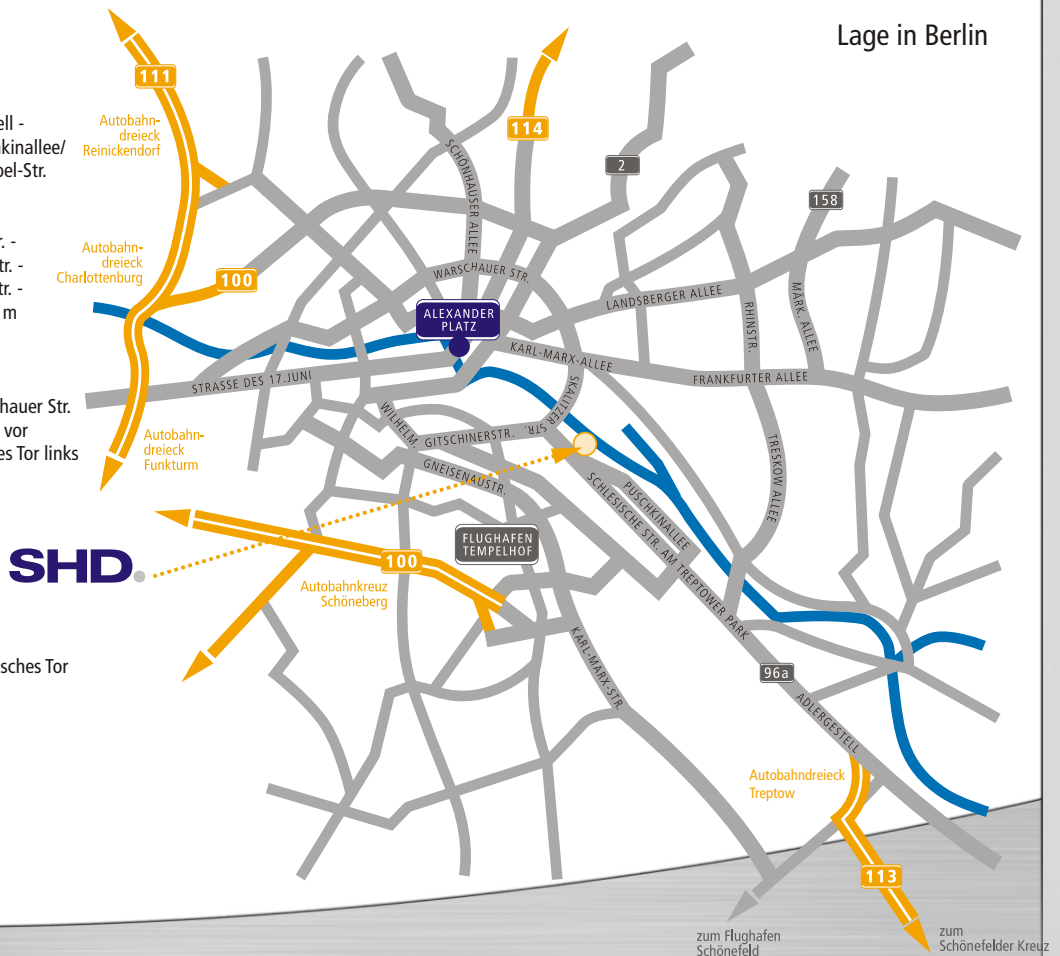 Lage in Berlin
111
Autobahn-
dreieck
Reinickendorf
114
2
158
SCHÖNHAUSER ALLEE
ell -
kinallee/
el-Str.
r. -
tr. -
tr. -
m
Autobahn-
dreieck
Charlottenburg
100
WARSCHAUER STR.
ALEXANDER
PLATZ
LANDSBERGER ALLEE
RHINSTR.
MÄRK. ALLEE
KARL-MARX-ALLEE
FRANKFURTER ALLEE
STRASSE DES 17.JUNI
SKALITZER STR.
hauer Str.
vor
es Tor links
Autobahn-
dreieck
Funkturm
WILHELM.
GITSCHINERSTR.
GNEISENAUSTR.
TRESKOW ALLEE
PUSCHKINALLEE
SCHLESISCHE STR. AM TREPTOWER PARK
FLUGHAFEN
TEMPELHOF
SHD
100
Autobahnkreuz
Schöneberg
KARL-MARX-STR.
sches Tor
96a
ADLERGESTELL
Autobahndreieck
Treptow
113
zum Flughafen
Schönefeld
zum
Schönefelder Kreuz